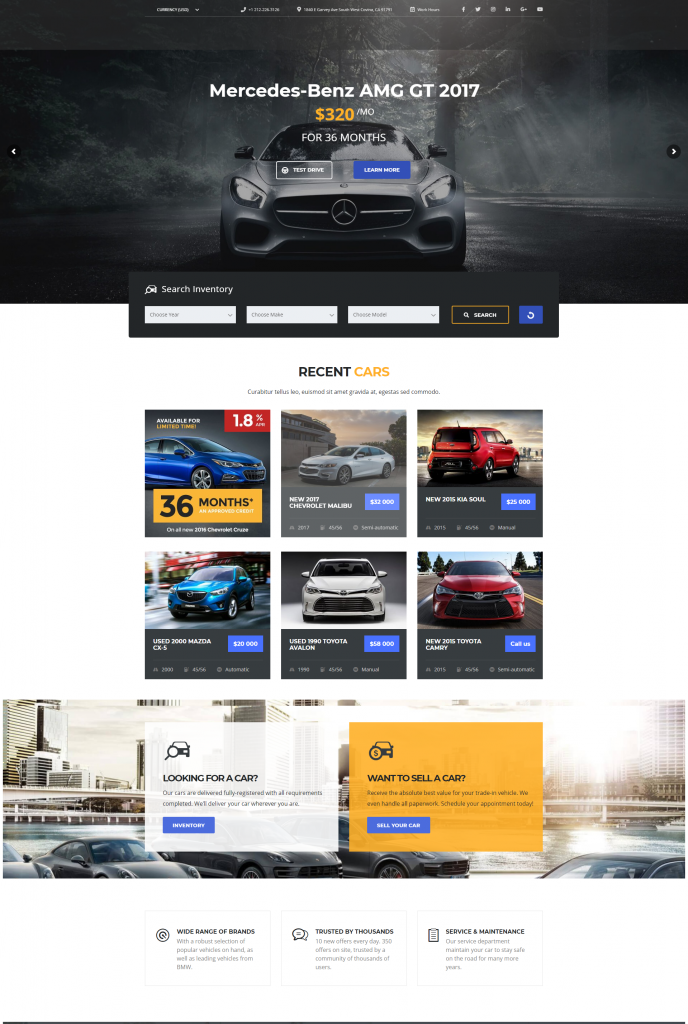 CURRENCY (USD)
+1 212-226-3126
1840 E Garvey Ave South West Covina, CA 91791
Work Hours
Mercedes-Benz AMG GT 2017
$320 /MO
FOR 36 MONTHS
TEST DRIVE
LEARN MORE
Search Inventory
Choose Year
Choose Make
Choose Model
SEARCH
RECENT CARS
Curabitur tellus leo, euismod sit amet gravida at, egestas sed commodo.
AVAILABLE FOR
LIMITED TIME!
1.8 %
APR
36 MONTHS*
AN APPROVED CREDIT
On all new 2016 Chevrolet Cruze
NEW 2017
CHEVROLET MALIBU
$32 000
2017 45/56 Semi-automatic
NEW 2015 KIA SOUL
$25 000
2015 45/56 Manual
USED 2000 MAZDA
CX-5
$20 000
2000 45/56 Automatic
USED 1990 TOYOTA
AVALON
$58 000
1990 45/56 Manual
NEW 2015 TOYOTA
CAMRY
Call us
2015 45/56 Semi-automatic
LOOKING FOR A CAR?
Our cars are delivered fully-registered with all requirements
completed. We'll deliver your car wherever you are.
INVENTORY
WANT TO SELL A CAR?
Receive the absolute best value for your trade-in vehicle. We
even handle all paperwork. Schedule your appointment today!
SELL YOUR CAR
WIDE RANGE OF BRANDS
With a robust selection of
popular vehicles on hand, as
well as leading vehicles from
BMW.
TRUSTED BY THOUSANDS
10 new offers every day. 350
offers on site, trusted by a
community of thousands of
users.
SERVICE & MAINTENANCE
Our service department
maintain your car to stay safe
on the road for many more
years.